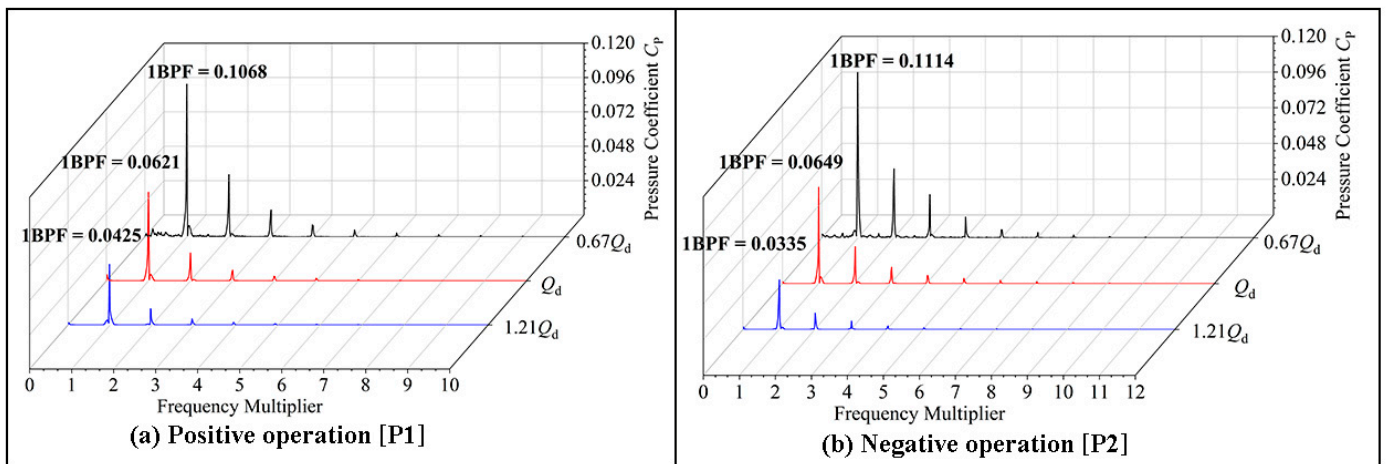 1BPF = 0.1068
1BPF = 0.0621
1BPF = 0.0425
0.120
0.096
0.072
0.048
0.024
Pressure Coefficient CP
0.67Qd
Qd
1.21Qd
0 1 2 3 4 5 6 7 8 9 10
Frequency Multiplier
(a) Positive operation [P1]
1BPF = 0.1114
1BPF = 0.0649
1BPF = 0.0335
0.120
0.096
0.072
0.048
0.024
Pressure Coefficient CP
0.67Qd
Qd
1.21Qd
0 1 2 3 4 5 6 7 8 9 10 11 12
Frequency Multiplier
(b) Negative operation [P2]